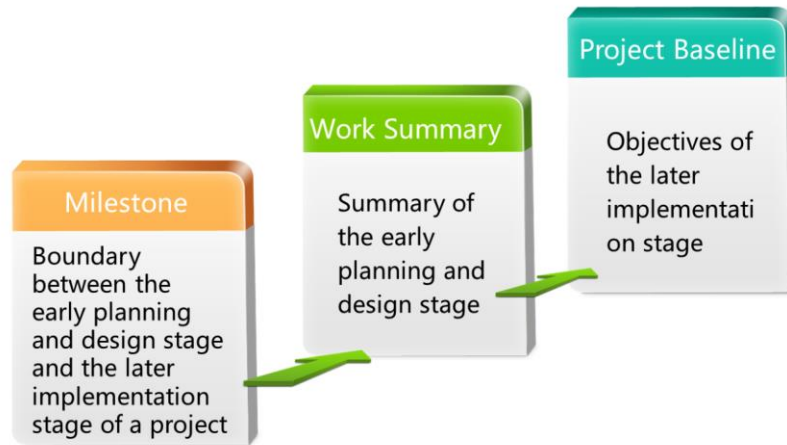 Milestone
Boundary
between the
early planning
and design stage
and the later
implementation
stage of a project
Work Summary
Summary of
the early
planning and
design stage
Project Baseline
Objectives of
the later
implementati
on stage